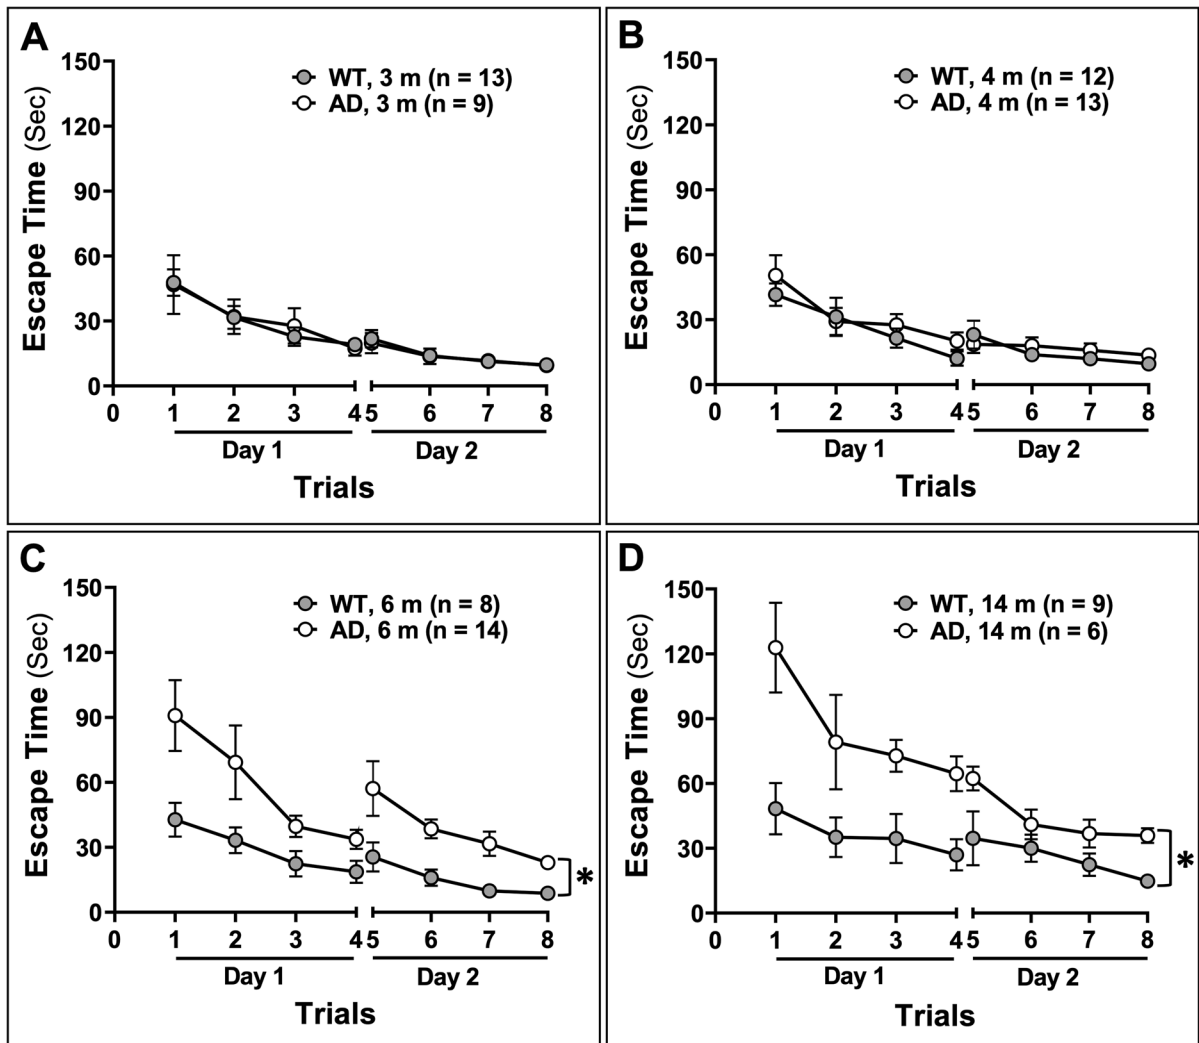 A
150
120
90
60
30
0
Escape Time (Sec)
WT, 3 m (n = 13)
AD, 3 m (n = 9)
0 1 2 3 4 5 6 7 8
Day 1 Day 2
Trials
B
150
120
90
60
30
0
Escape Time (Sec)
WT, 4 m (n = 12)
AD, 4 m (n = 13)
0 1 2 3 4 5 6 7 8
Day 1 Day 2
Trials
C
150
120
90
60
30
0
Escape Time (Sec)
WT, 6 m (n = 8)
AD, 6 m (n = 14)
*
0 1 2 3 4 5 6 7 8
Day 1 Day 2
Trials
D
150
120
90
60
30
0
Escape Time (Sec)
WT, 14 m (n = 9)
AD, 14 m (n = 6)
*
0 1 2 3 4 5 6 7 8
Day 1 Day 2
Trials